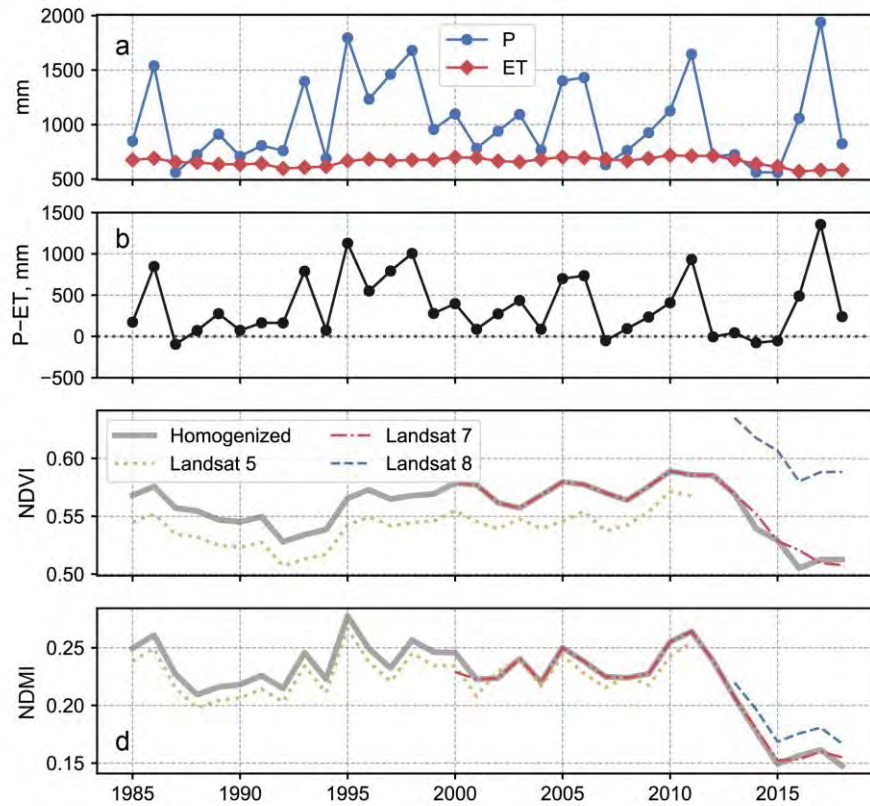 2000
a
P
ET
1500
mm
1000
500
1500
b
1000
P−ET, mm
500
0
−500
Homogenized
Landsat 7
Landsat 5
Landsat 8
0.60
NDVI
0.55
0.50
0.25
NDMI
0.20
d
0.15
1985
1990
1995
2000
2005
2010
2015